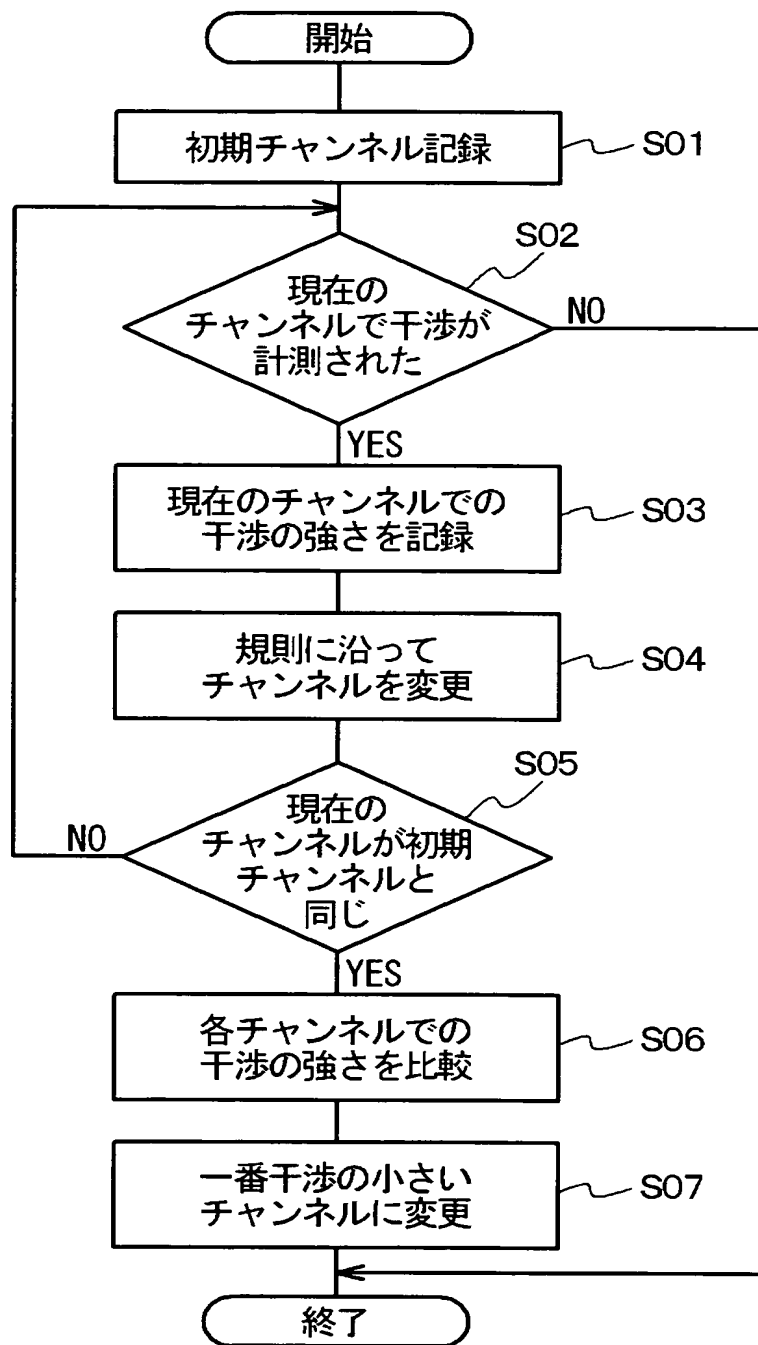 開始
初期チャンネル記録
S01
S02
現在の
チャンネルで干渉が
計測された
NO
YES
現在のチャンネルでの
干渉の強さを記録
S03
規則に沿って
チャンネルを変更
S04
S05
現在の
チャンネルが初期
チャンネルと
同じ
NO
YES
各チャンネルでの
干渉の強さを比較
S06
一番干渉の小さい
チャンネルに変更
S07
終了